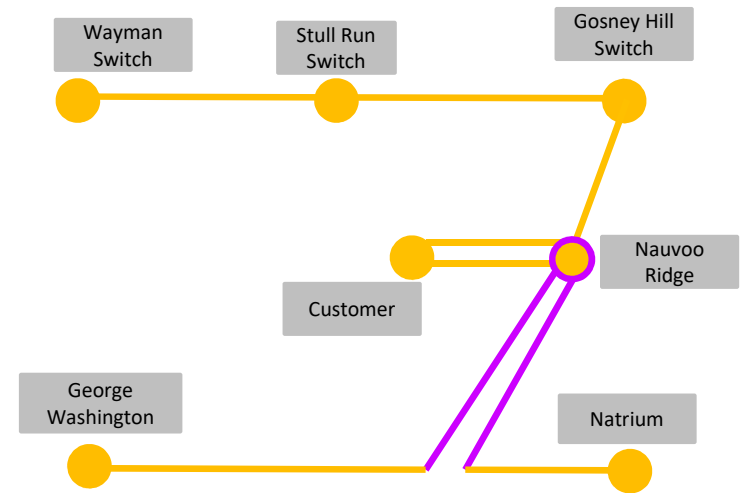 Wayman
Switch
Stull Run
Switch
Gosney Hill
Switch
Nauvoo
Ridge
Customer
George
Washington
Natrium